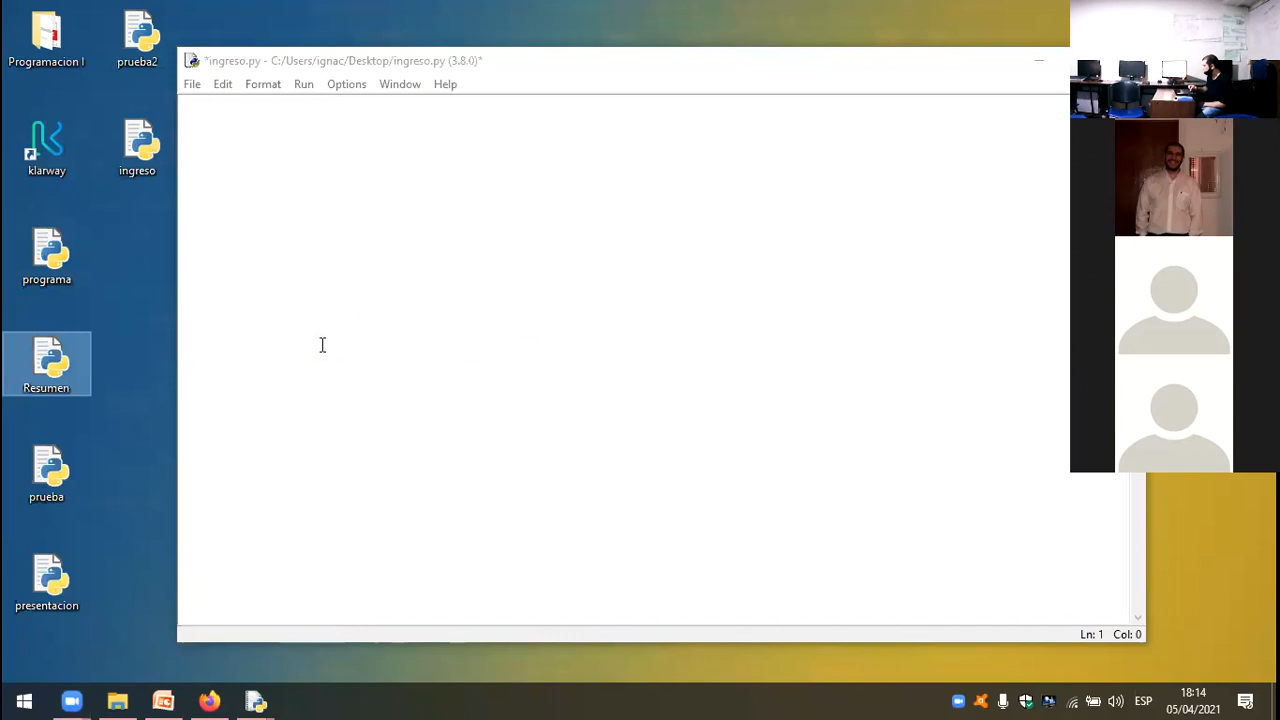 Programacion I
prueba2
klarway
ingreso
programa
Resumen
prueba
presentacion
*ingreso.py - C:/Users/ignac/Desktop/ingreso.py (3.8.0)*
File Edit Format Run Options Window Help
Ln: 1 Col: 0
ESP
18:14
05/04/2021